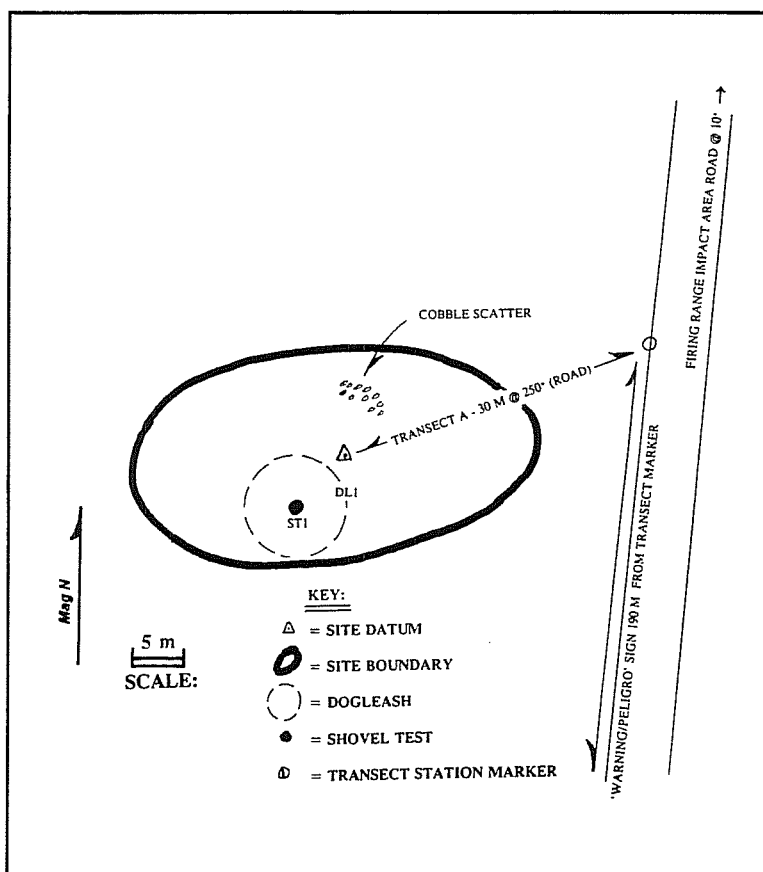 FIRING RANGE IMPACT AREA ROAD @ 10° →
COBBLE SCATTER
TRANSECT A - 30 M @ 250° (ROAD)
DL1
ST1
'WARNING/PELIGRO' SIGN 190 M FROM TRANSECT MARKER
Mag N
5 m
SCALE:
KEY:
= SITE DATUM
= SITE BOUNDARY
= DOGLEASH
= SHOVEL TEST
= TRANSECT STATION MARKER